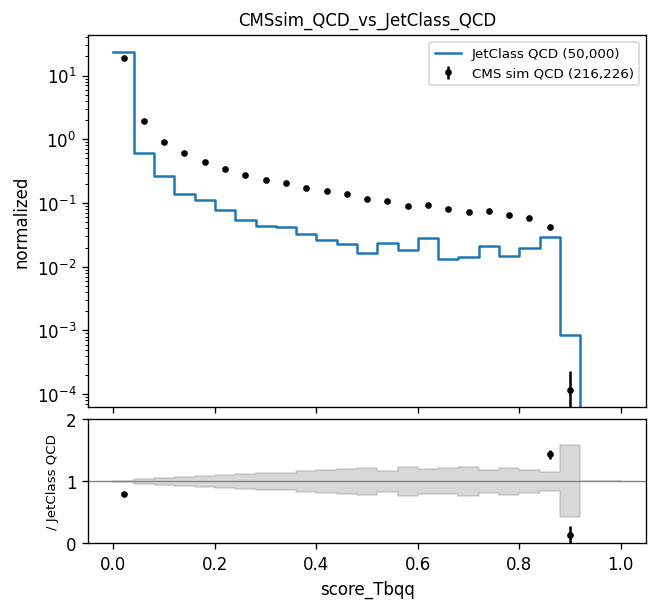 CMSsim_QCD_vs_JetClass_QCD
JetClass QCD (50,000)
CMS sim QCD (216,226)
normalized
10¹
10⁰
10⁻¹
10⁻²
10⁻³
10⁻⁴
/ JetClass QCD
2
1
0
0.0 0.2 0.4 0.6 0.8 1.0
score_Tbqq